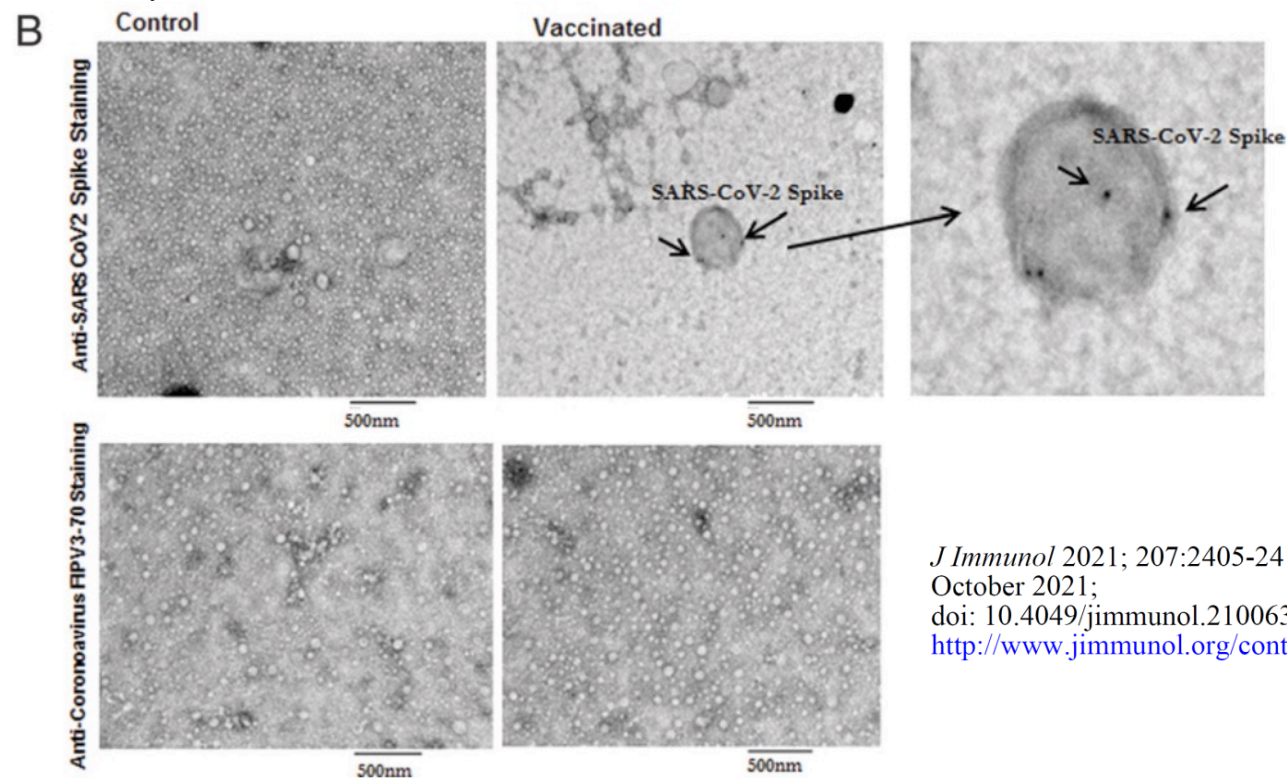 B
Control
Vaccinated
Anti-SARS CoV2 Spike Staining
SARS-CoV-2 Spike
SARS-CoV-2 Spike
500nm
500nm
Anti-Coronoavirus FIPV3-70 Staining
500nm
500nm
J Immunol 2021; 207:2405-24
October 2021;
doi: 10.4049/jimmunol.210063
http://www.jimmunol.org/cont